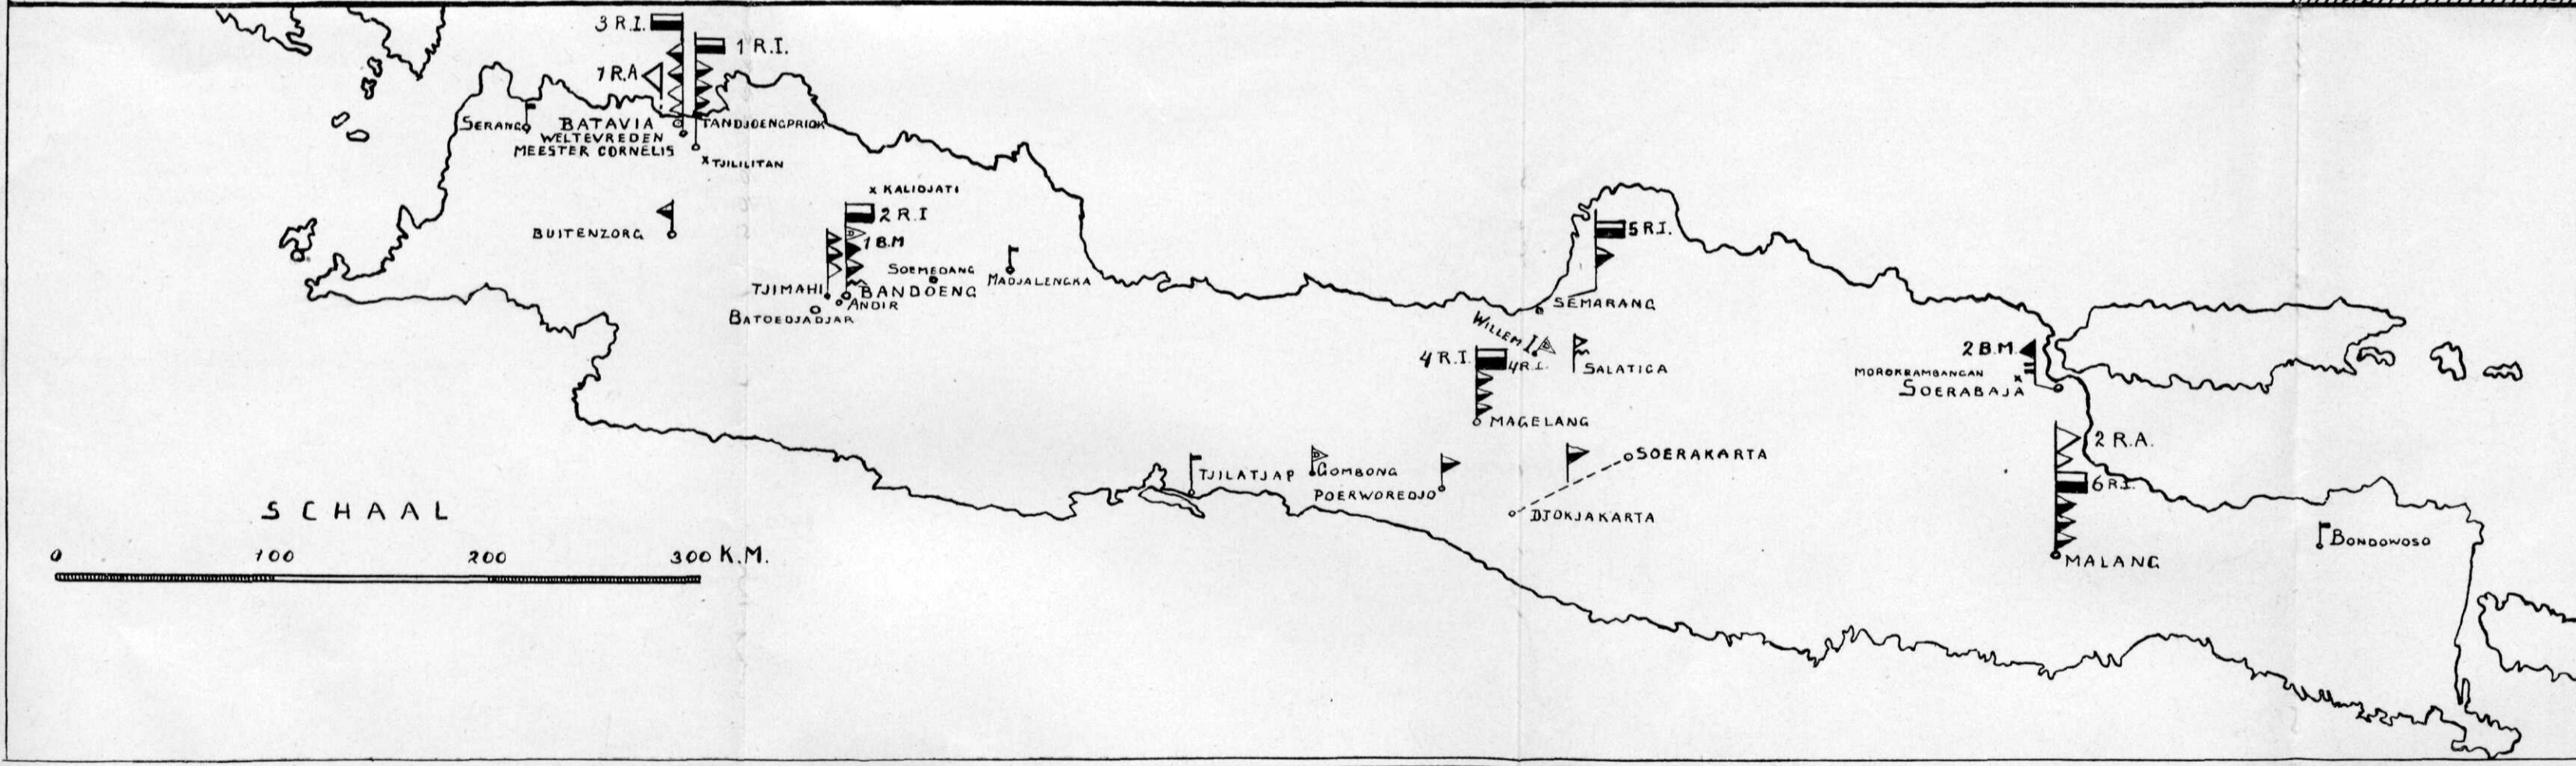 3 R.I.
1 R.I.
1 R.A
SERANG
BATAVIA
WELTEVREDEN
MEESTER CORNELIS
TANDJOENGPRIOK
x TJILILITAN
x KALIDJATI
BUITENZORG
2 R.I
D
1 B.M
SOEMEDANG
MADJALENGKA
TJIMAHI
BANDOENG
ANDIR
BATOEDJADJAR
5 R.I.
SEMARANG
WILLEM I
D
4 R.I.
4 R.I.
SALATIGA
MAGELANG
2 B.M.
MOROKRAMBANGAN x
SOERABAJA
TJILATJAP
D
GOMBONG
POERWOREDJO
SOERAKARTA
DJOKJAKARTA
2 R.A.
6 R.I.
MALANG
BONDOWOSO
SCHAAL
0 100 200 300 K.M.